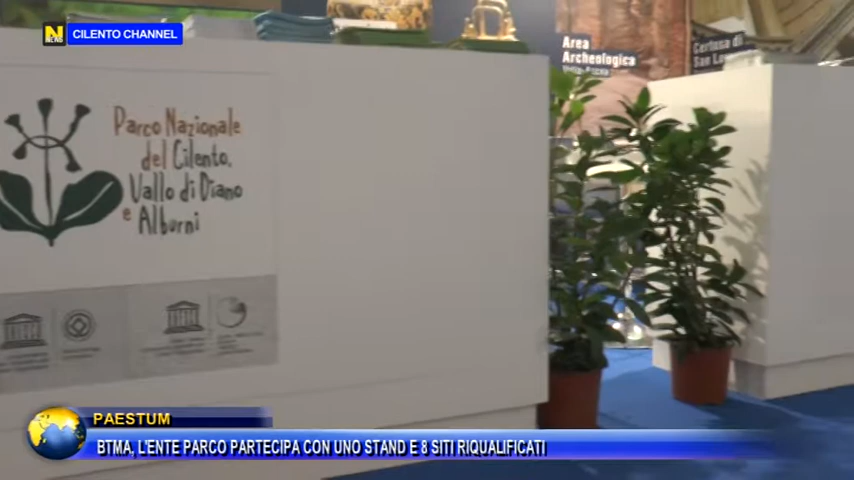 N
NEWS
CILENTO CHANNEL
Area
Archeologica
Certosa di
San Lo
Parco Nazionale
del Cilento,
Vallo di Diano
e Alburni
PAESTUM
BTMA, L'ENTE PARCO PARTECIPA CON UNO STAND E 8 SITI RIQUALIFICATI